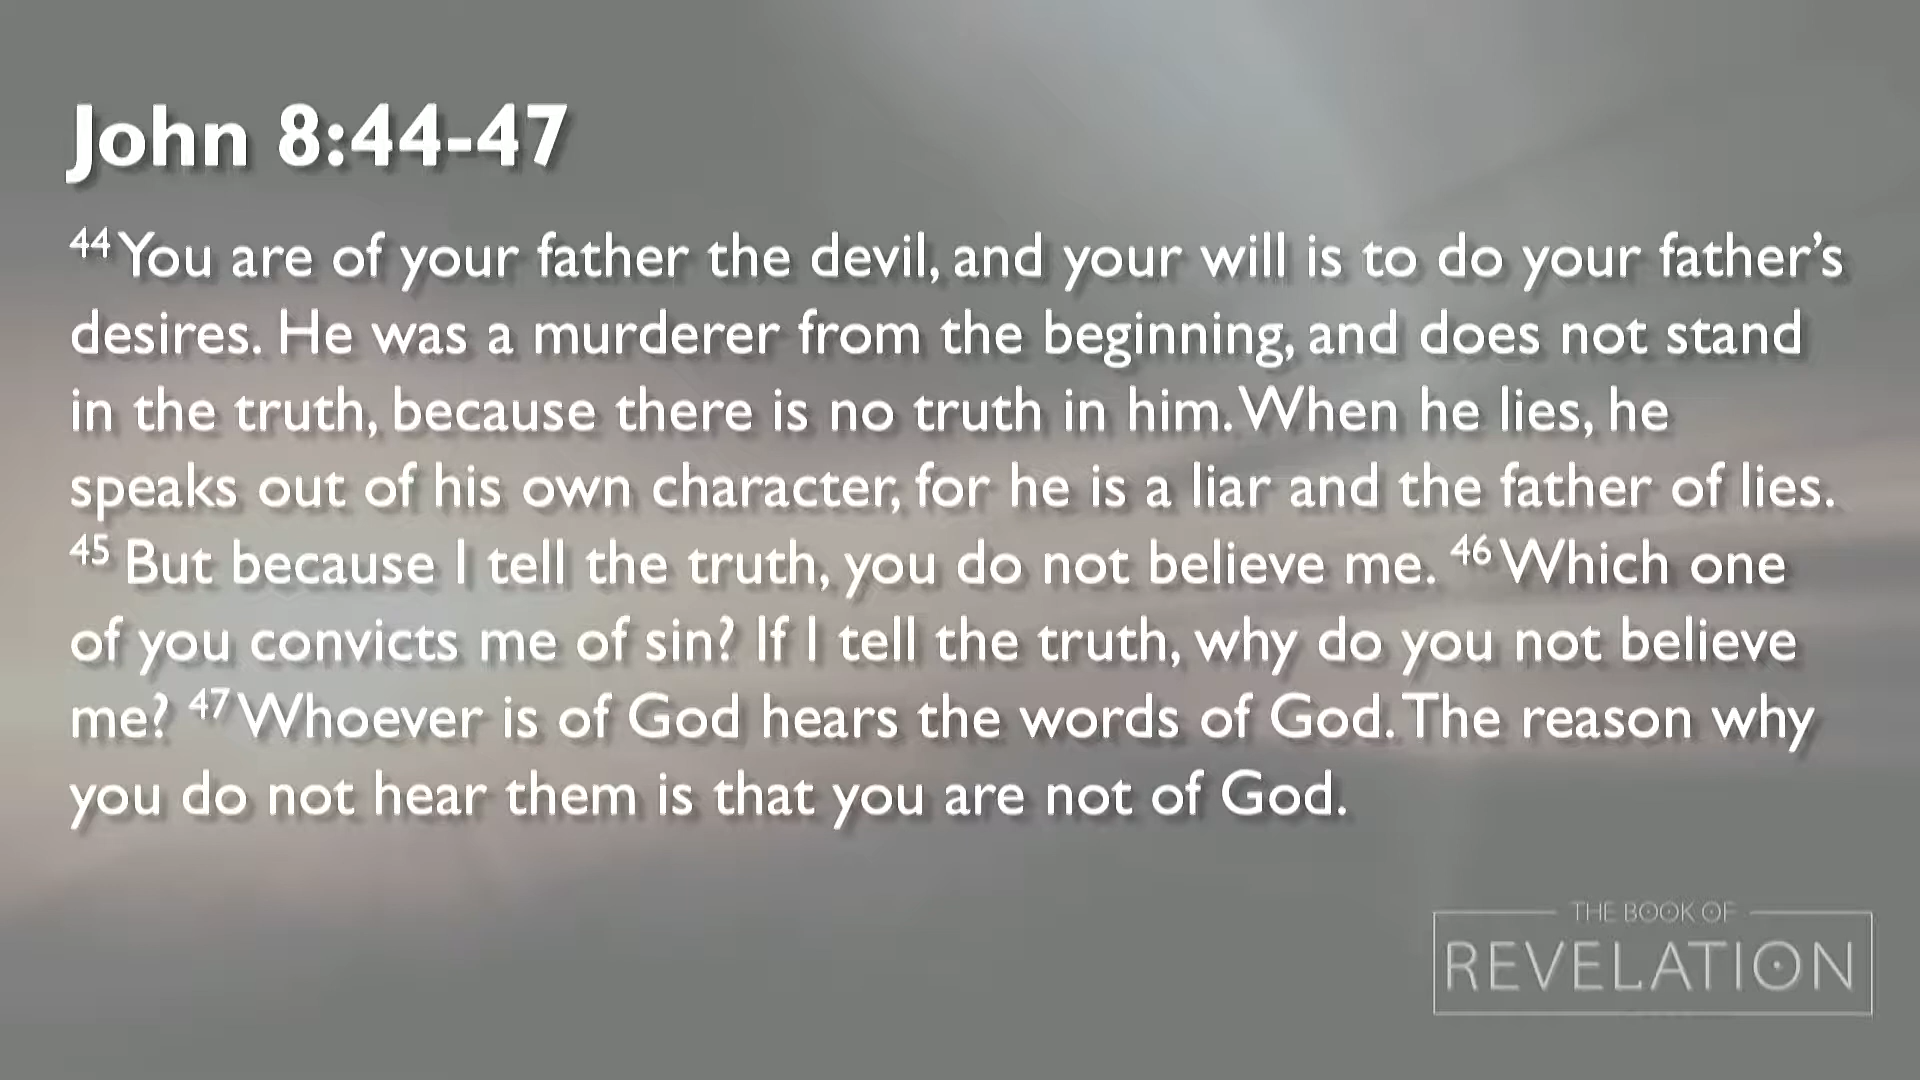 John 8:44-47
44 You are of your father the devil, and your will is to do your father’s
desires. He was a murderer from the beginning, and does not stand
in the truth, because there is no truth in him. When he lies, he
speaks out of his own character, for he is a liar and the father of lies.
45 But because I tell the truth, you do not believe me. 46 Which one
of you convicts me of sin? If I tell the truth, why do you not believe
me? 47 Whoever is of God hears the words of God. The reason why
you do not hear them is that you are not of God.
THE BOOK OF
REVELATION